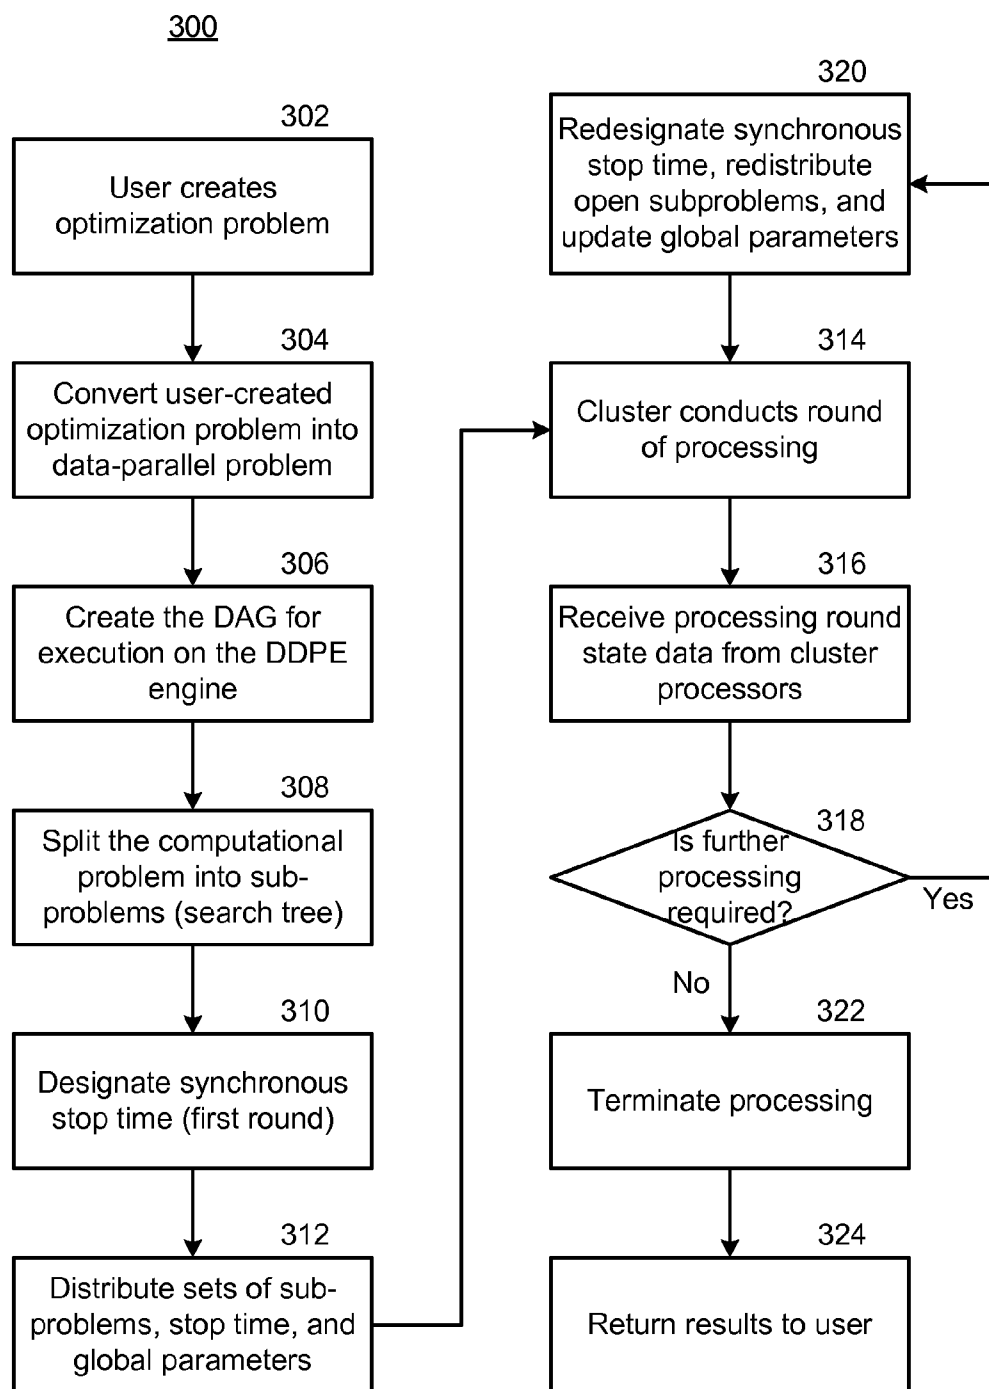 300
302
User creates
optimization problem
304
Convert user-created
optimization problem into
data-parallel problem
306
Create the DAG for
execution on the DDPE
engine
308
Split the computational
problem into sub-
problems (search tree)
310
Designate synchronous
stop time (first round)
312
Distribute sets of sub-
problems, stop time, and
global parameters
320
Redesignate synchronous
stop time, redistribute
open subproblems, and
update global parameters
314
Cluster conducts round
of processing
316
Receive processing round
state data from cluster
processors
318
Is further
processing
required?
Yes
No
322
Terminate processing
324
Return results to user